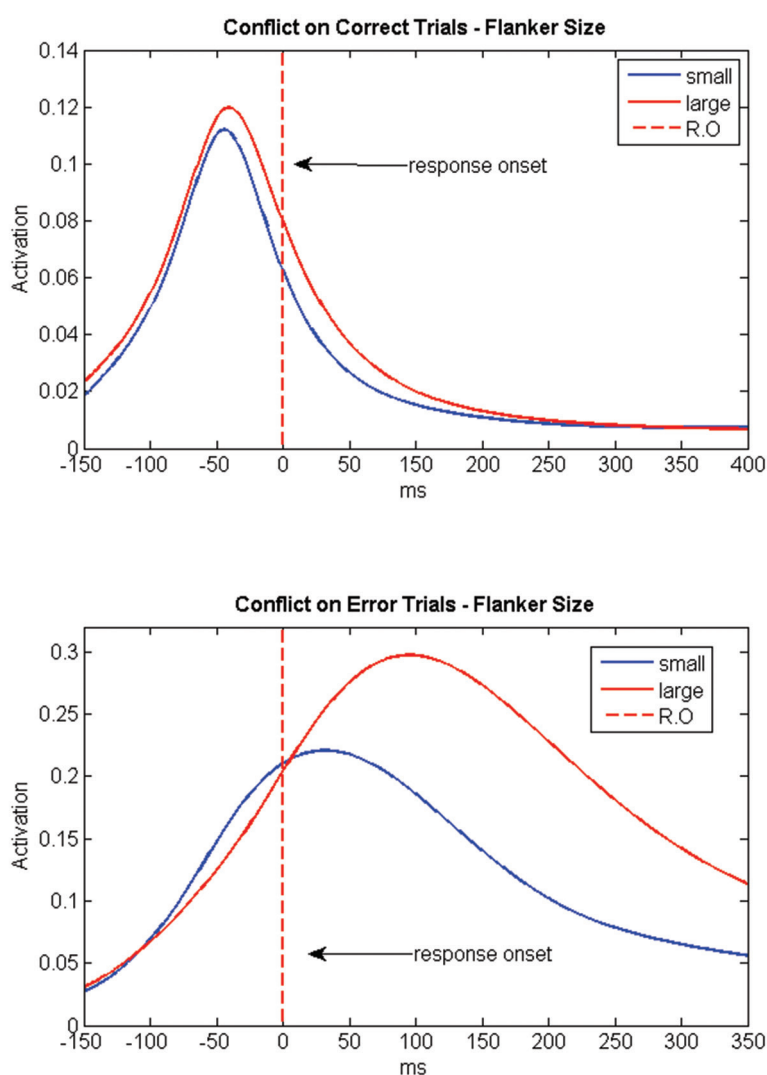 Conflict on Correct Trials - Flanker Size
0.14
0.12
0.1
0.08
0.06
0.04
0.02
0
Activation
small
large
R.O
response onset
-150 -100 -50 0 50 100 150 200 250 300 350 400
ms
Conflict on Error Trials - Flanker Size
0.3
0.25
0.2
0.15
0.1
0.05
0
Activation
small
large
R.O
response onset
-150 -100 -50 0 50 100 150 200 250 300 350
ms